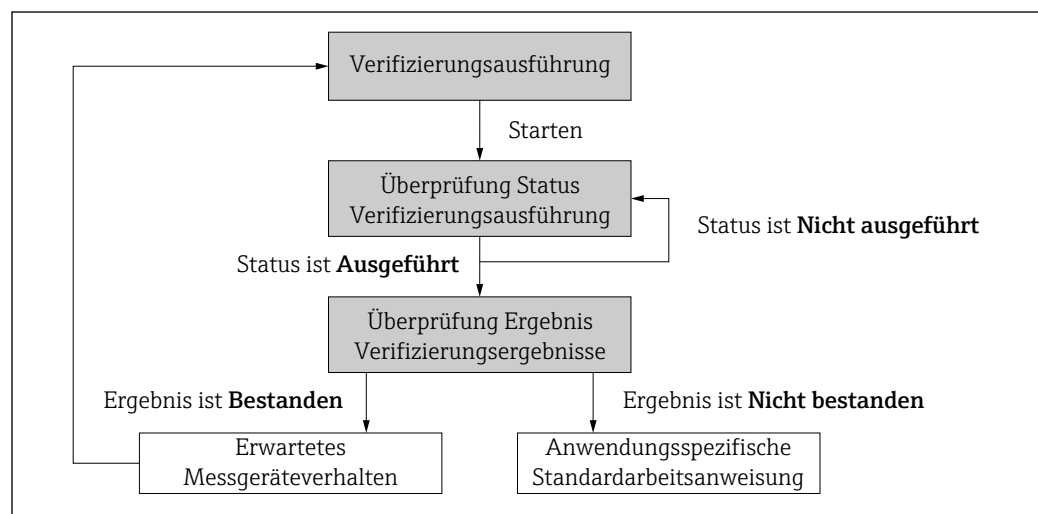 Verifizierungsausführung
Starten
Überprüfung Status
Verifizierungsausführung
Status ist Nicht ausgeführt
Status ist Ausgeführt
Überprüfung Ergebnis
Verifizierungsergebnisse
Ergebnis ist Bestanden
Ergebnis ist Nicht bestanden
Erwartetes
Messgeräteverhalten
Anwendungsspezifische
Standardarbeitsanweisung